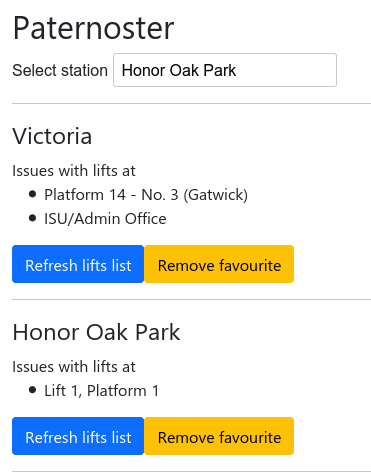 Paternoster
Select station Honor Oak Park
Victoria
Issues with lifts at
Platform 14 - No. 3 (Gatwick)
ISU/Admin Office
Refresh lifts list Remove favourite
Honor Oak Park
Issues with lifts at
Lift 1, Platform 1
Refresh lifts list Remove favourite